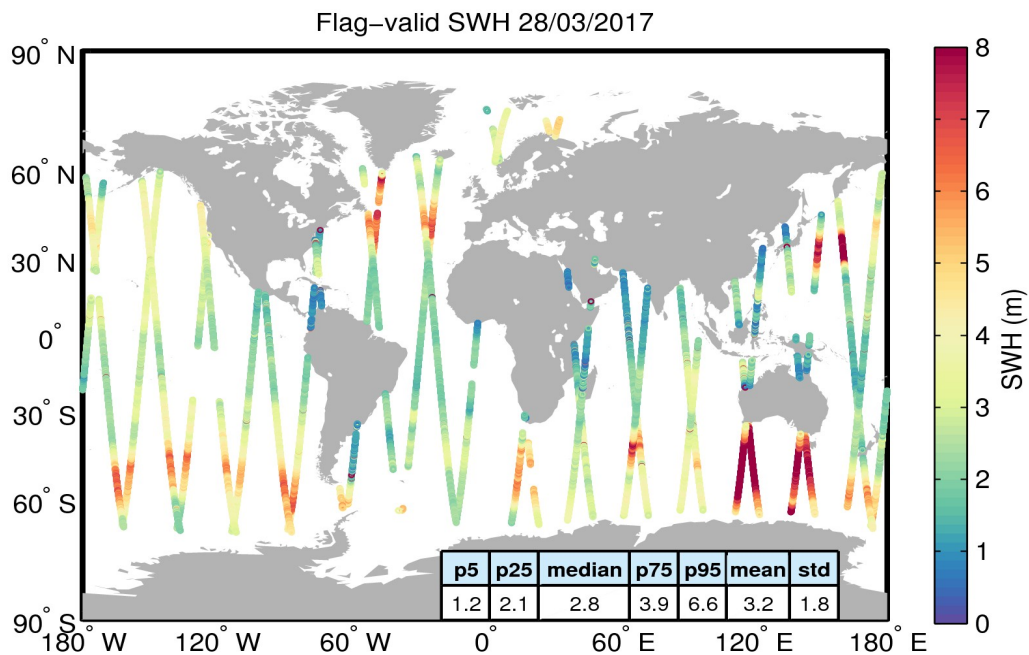 Flag−valid SWH 28/03/2017
90° N
60° N
30° N
0°
30° S
60° S
90° S
180° W
120° W
60° W
0
60° E
120° E
180° E
p5 p25 median p75 p95 mean std
1.2 2.1 2.8 3.9 6.6 3.2 1.8
8
7
6
5
4
3
2
1
0
SWH (m)